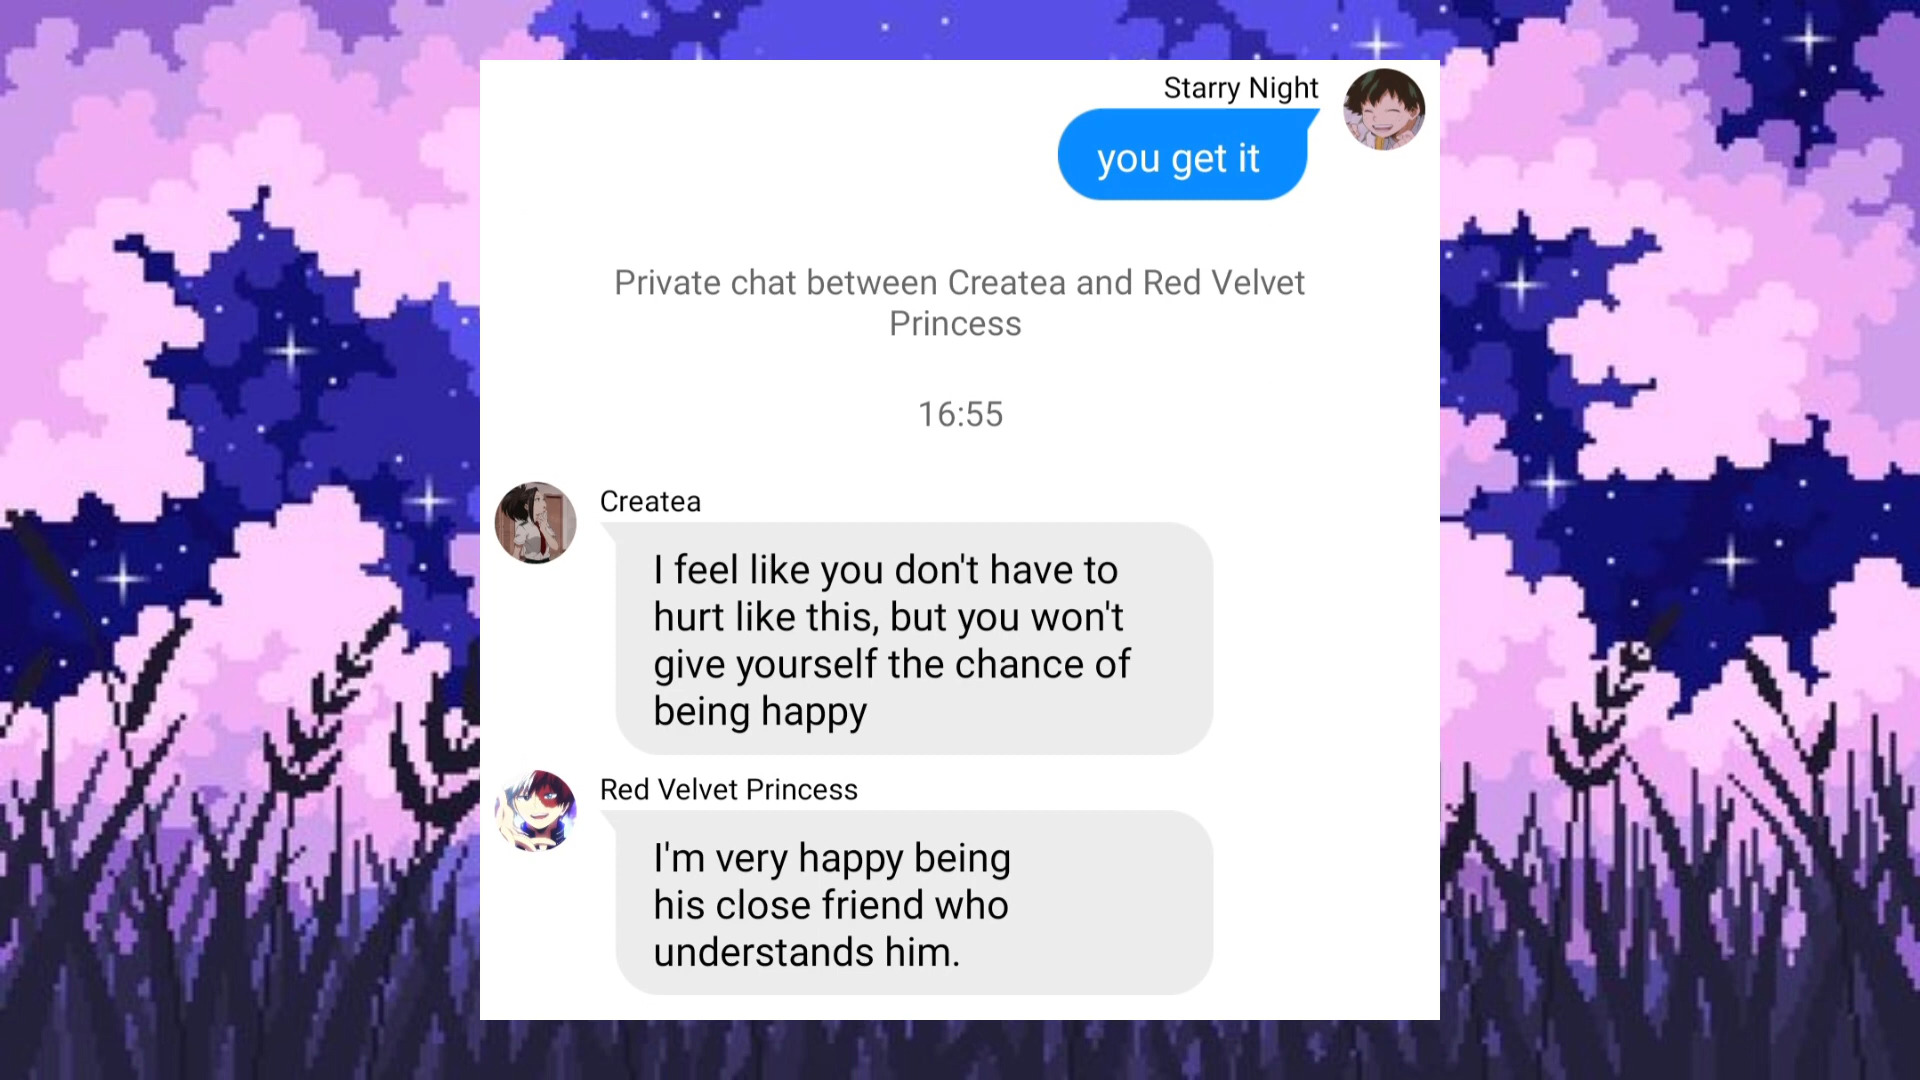 Starry Night
you get it
Private chat between Createa and Red Velvet
Princess
16:55
Createa
I feel like you don't have to
hurt like this, but you won't
give yourself the chance of
being happy
Red Velvet Princess
I'm very happy being
his close friend who
understands him.